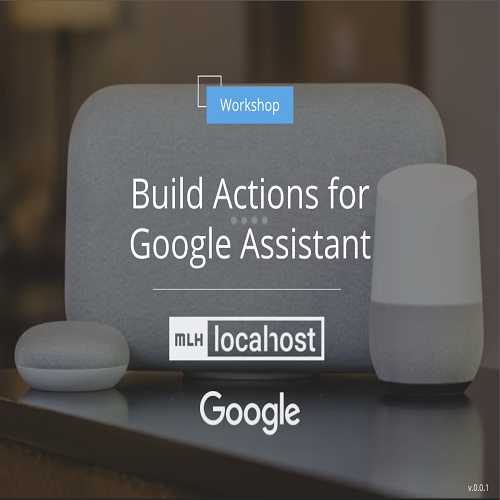 Workshop
Build Actions for
Google Assistant
MLH localhost
Google
v.0.0.1